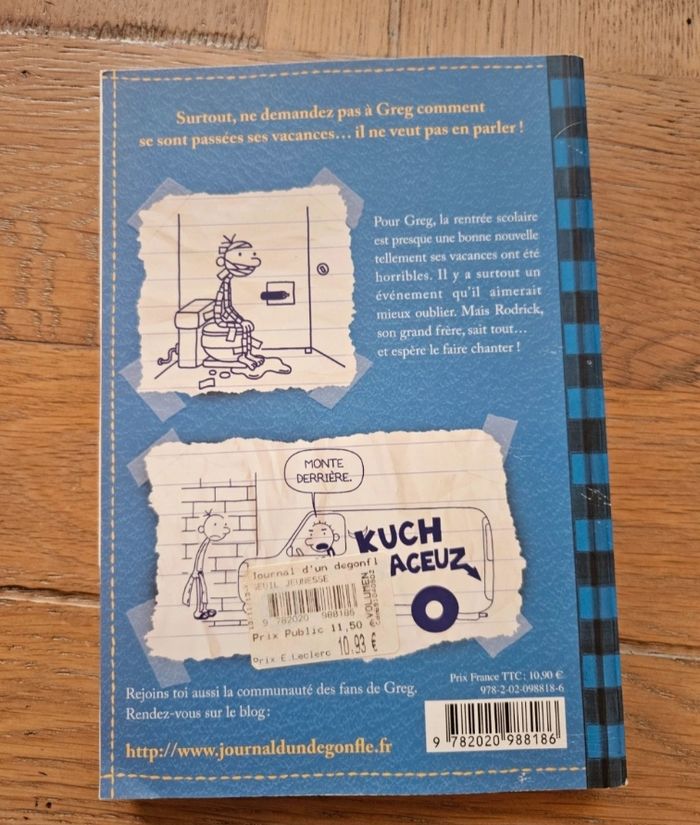 Surtout, ne demandez pas à Greg comment
se sont passées ses vacances… il ne veut pas en parler !
Pour Greg, la rentrée scolaire
est presque une bonne nouvelle
tellement ses vacances ont été
horribles. Il y a surtout un
événement qu'il aimerait
mieux oublier. Mais Rodrick,
son grand frère, sait tout…
et espère le faire chanter !
MONTE
DERRIÈRE.
KUCH
ACEUZ
Journal d'un degonfl
SEUIL JEUNESSE
9 782020 988186
Prix Public 11,50
10,93 €
Prix E.Leclerc
VOLUMEN
Rejoins toi aussi la communauté des fans de Greg.
Rendez-vous sur le blog :
http://www.journaldundegonfle.fr
Prix France TTC : 10,90 €
978-2-02-098818-6
9 782020 988186